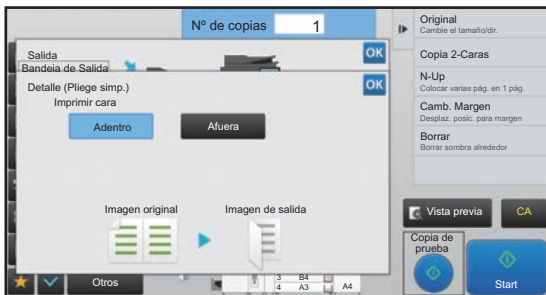 Nº de copias 1
Salida
OK
Bandeja de Salida
Detalle (Pliege simp.)
OK
Imprimir cara
Adentro
Afuera
Imagen original
Imagen de salida
Otros
3 B4
4 A3
A4
Original
Cambie el tamaño/dir.
Copia 2-Caras
N-Up
Colocar varias pág. en 1 pág.
Camb. Margen
Desplaz. posic. para margen
Borrar
Borrar sombra alrededor
Vista previa
CA
Copia de
prueba
Start